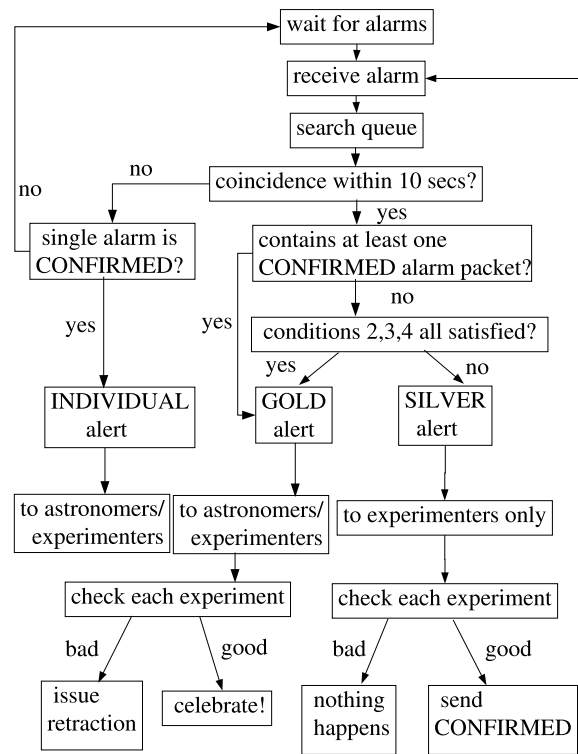 wait for alarms
receive alarm
search queue
no
coincidence within 10 secs?
no
yes
single alarm is
CONFIRMED?
contains at least one
CONFIRMED alarm packet?
no
yes
yes
conditions 2,3,4 all satisfied?
yes
no
INDIVIDUAL
alert
GOLD
alert
SILVER
alert
to astronomers/
experimenters
to astronomers/
experimenters
to experimenters only
check each experiment
check each experiment
bad
good
bad
good
issue
retraction
celebrate!
nothing
happens
send
CONFIRMED